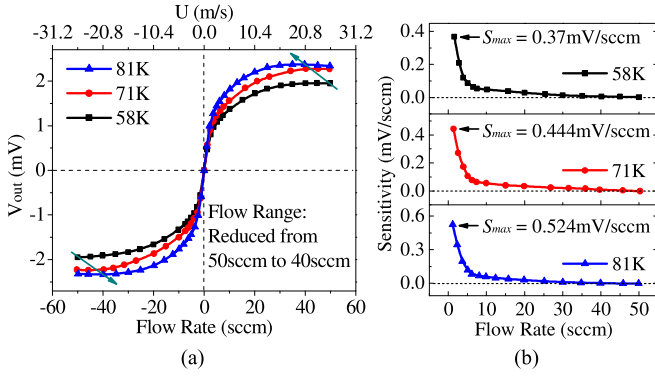 U (m/s)
-31.2 -20.8 -10.4 0.0 10.4 20.8 31.2
V_out (mV)
2
1
0
-1
-2
81K
71K
58K
Flow Range:
Reduced from
50sccm to 40sccm
-60 -40 -20 0 20 40 60
Flow Rate (sccm)
(a)
Sensitivity (mV/sccm)
0.4
0.2
0.0
S_max = 0.37mV/sccm
58K
0.4
0.2
0.0
S_max = 0.444mV/sccm
71K
0.6
0.4
0.2
0.0
S_max = 0.524mV/sccm
81K
0 10 20 30 40 50
Flow Rate (sccm)
(b)